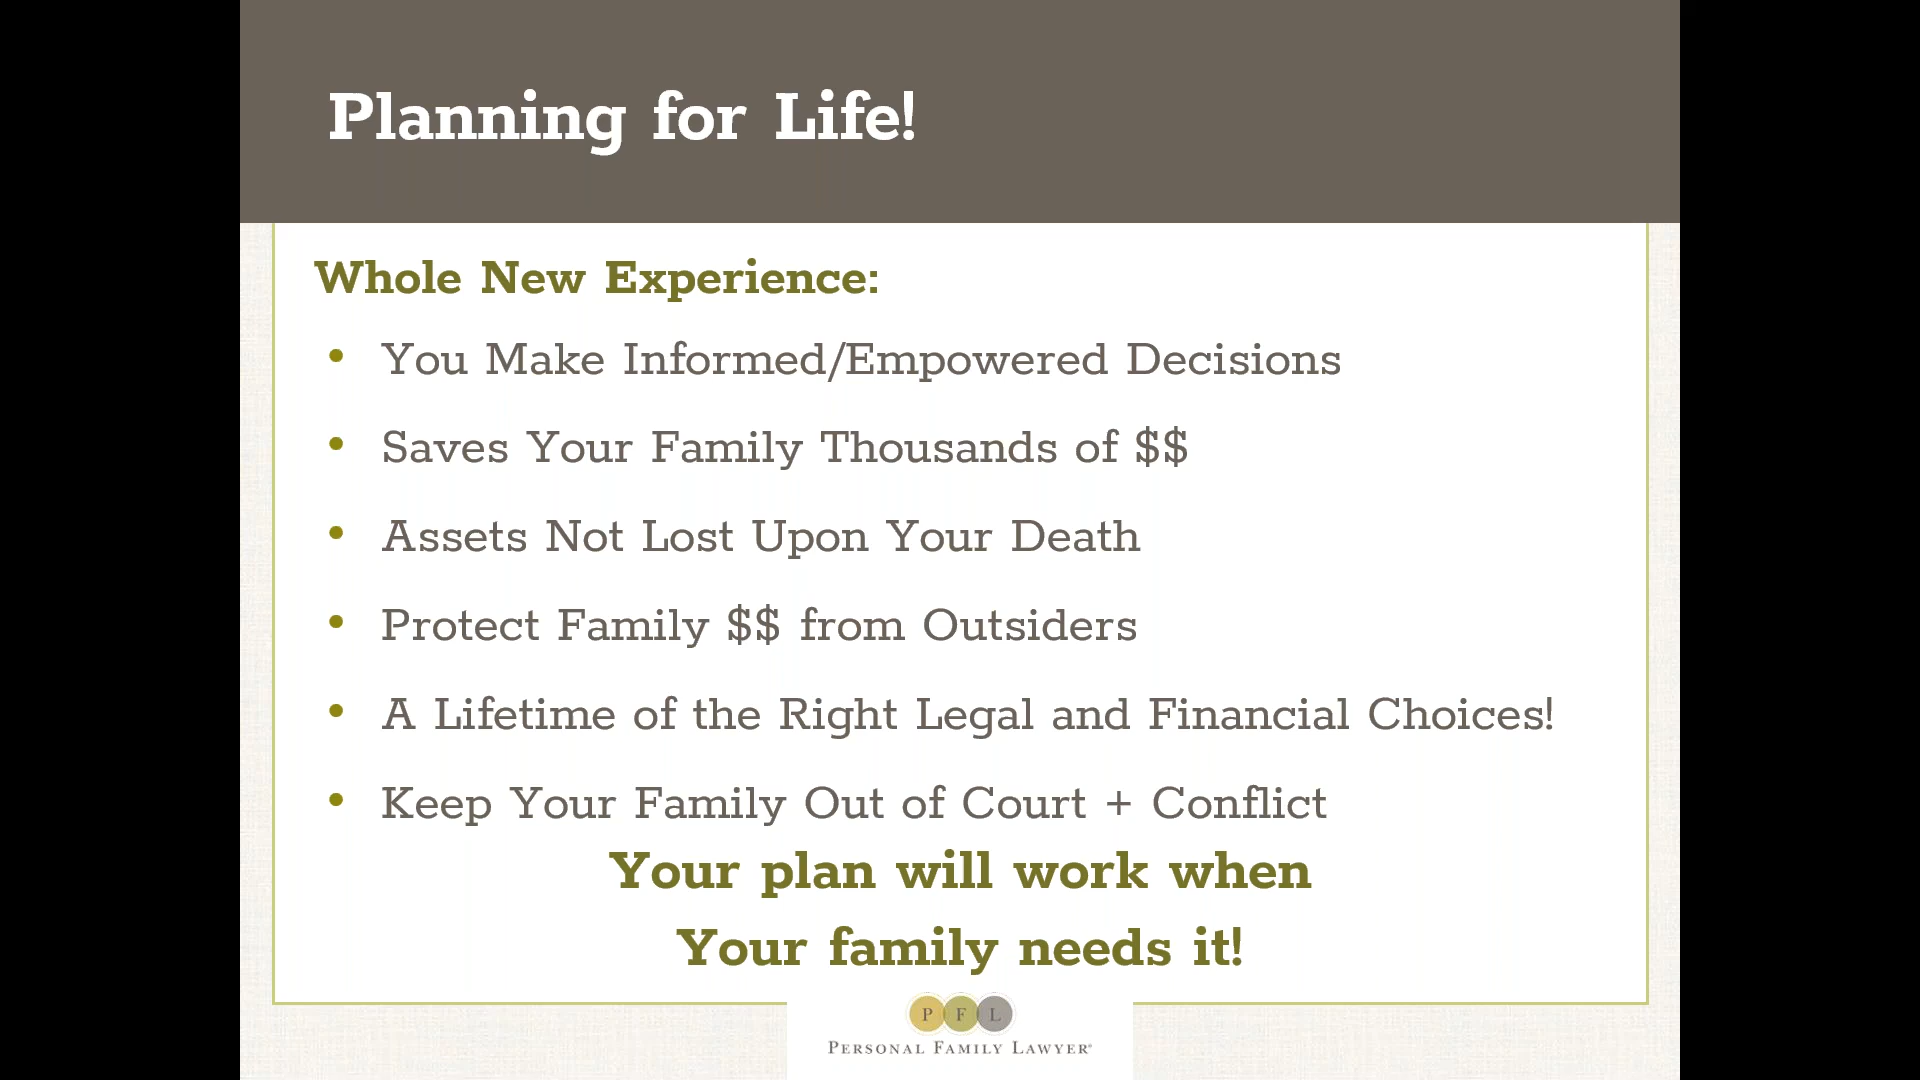 Planning for Life!
Whole New Experience:
• You Make Informed/Empowered Decisions
• Saves Your Family Thousands of $$
• Assets Not Lost Upon Your Death
• Protect Family $$ from Outsiders
• A Lifetime of the Right Legal and Financial Choices!
• Keep Your Family Out of Court + Conflict
Your plan will work when
Your family needs it!
P F L
Personal Family Lawyer®